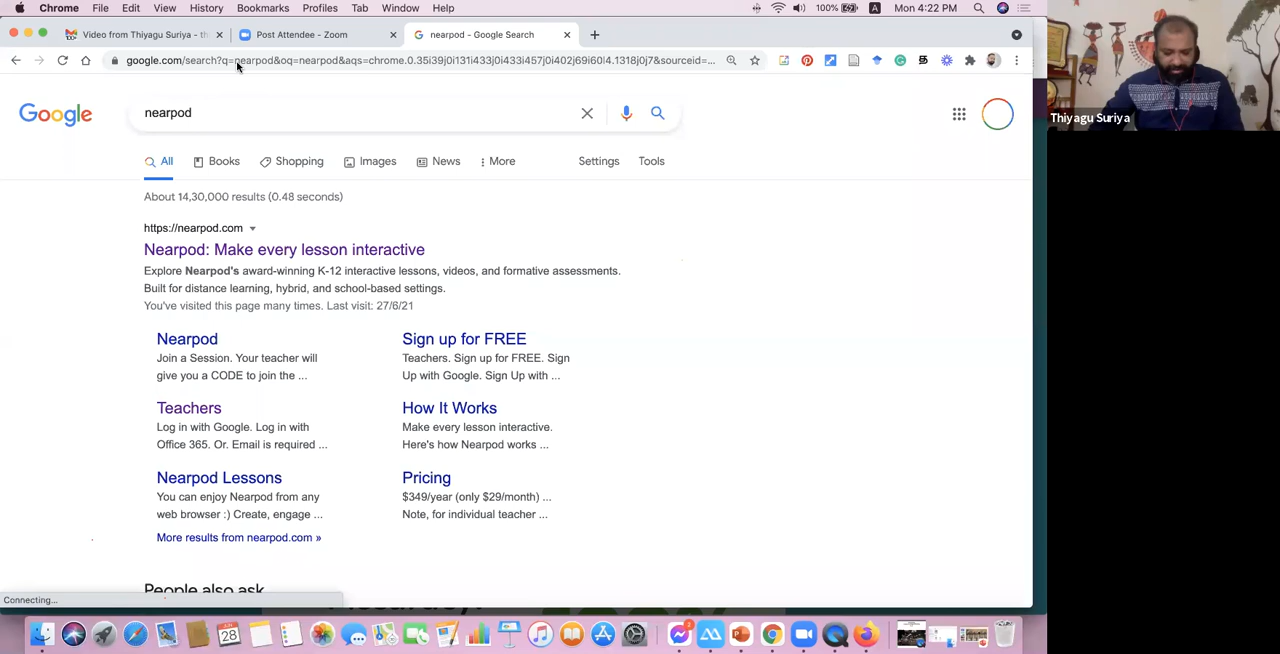 Chrome File Edit View History Bookmarks Profiles Tab Window Help 100% A Mon 4:22 PM
Video from Thiyagu Suriya - th Post Attendee - Zoom nearpod - Google Search
google.com/search?q=nearpod&oq=nearpod&aqs=chrome.0.35i39j0i131i433j0i433i457j0i402j69i60l4.1318j0j7&sourceid=...
Thiyagu Suriya
Google nearpod
All Books Shopping Images News More Settings Tools
About 14,30,000 results (0.48 seconds)
https://nearpod.com
Nearpod: Make every lesson interactive
Explore Nearpod's award-winning K-12 interactive lessons, videos, and formative assessments.
Built for distance learning, hybrid, and school-based settings.
You've visited this page many times. Last visit: 27/6/21
Nearpod
Join a Session. Your teacher will
give you a CODE to join the ...
Sign up for FREE
Teachers. Sign up for FREE. Sign
Up with Google. Sign Up with ...
Teachers
Log in with Google. Log in with
Office 365. Or. Email is required ...
How It Works
Make every lesson interactive.
Here's how Nearpod works ...
Nearpod Lessons
You can enjoy Nearpod from any
web browser :) Create, engage ...
Pricing
$349/year (only $29/month) ...
Note, for individual teacher ...
More results from nearpod.com »
People also ask
Connecting...
28
2